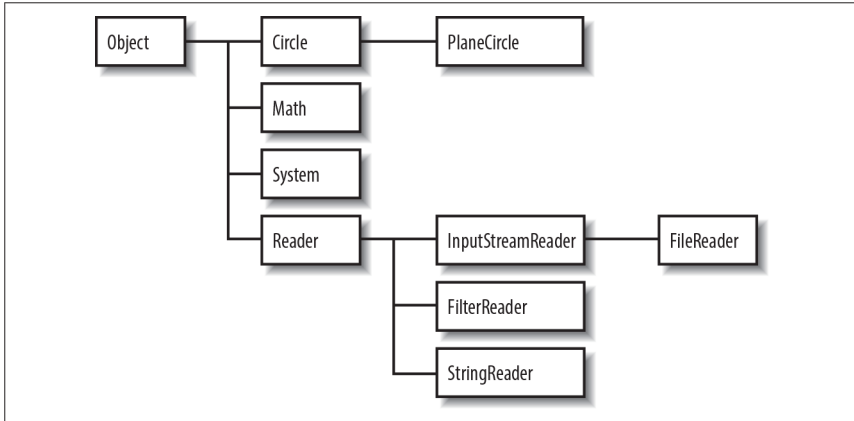 Object
Circle
PlaneCircle
Math
System
Reader
InputStreamReader
FileReader
FilterReader
StringReader